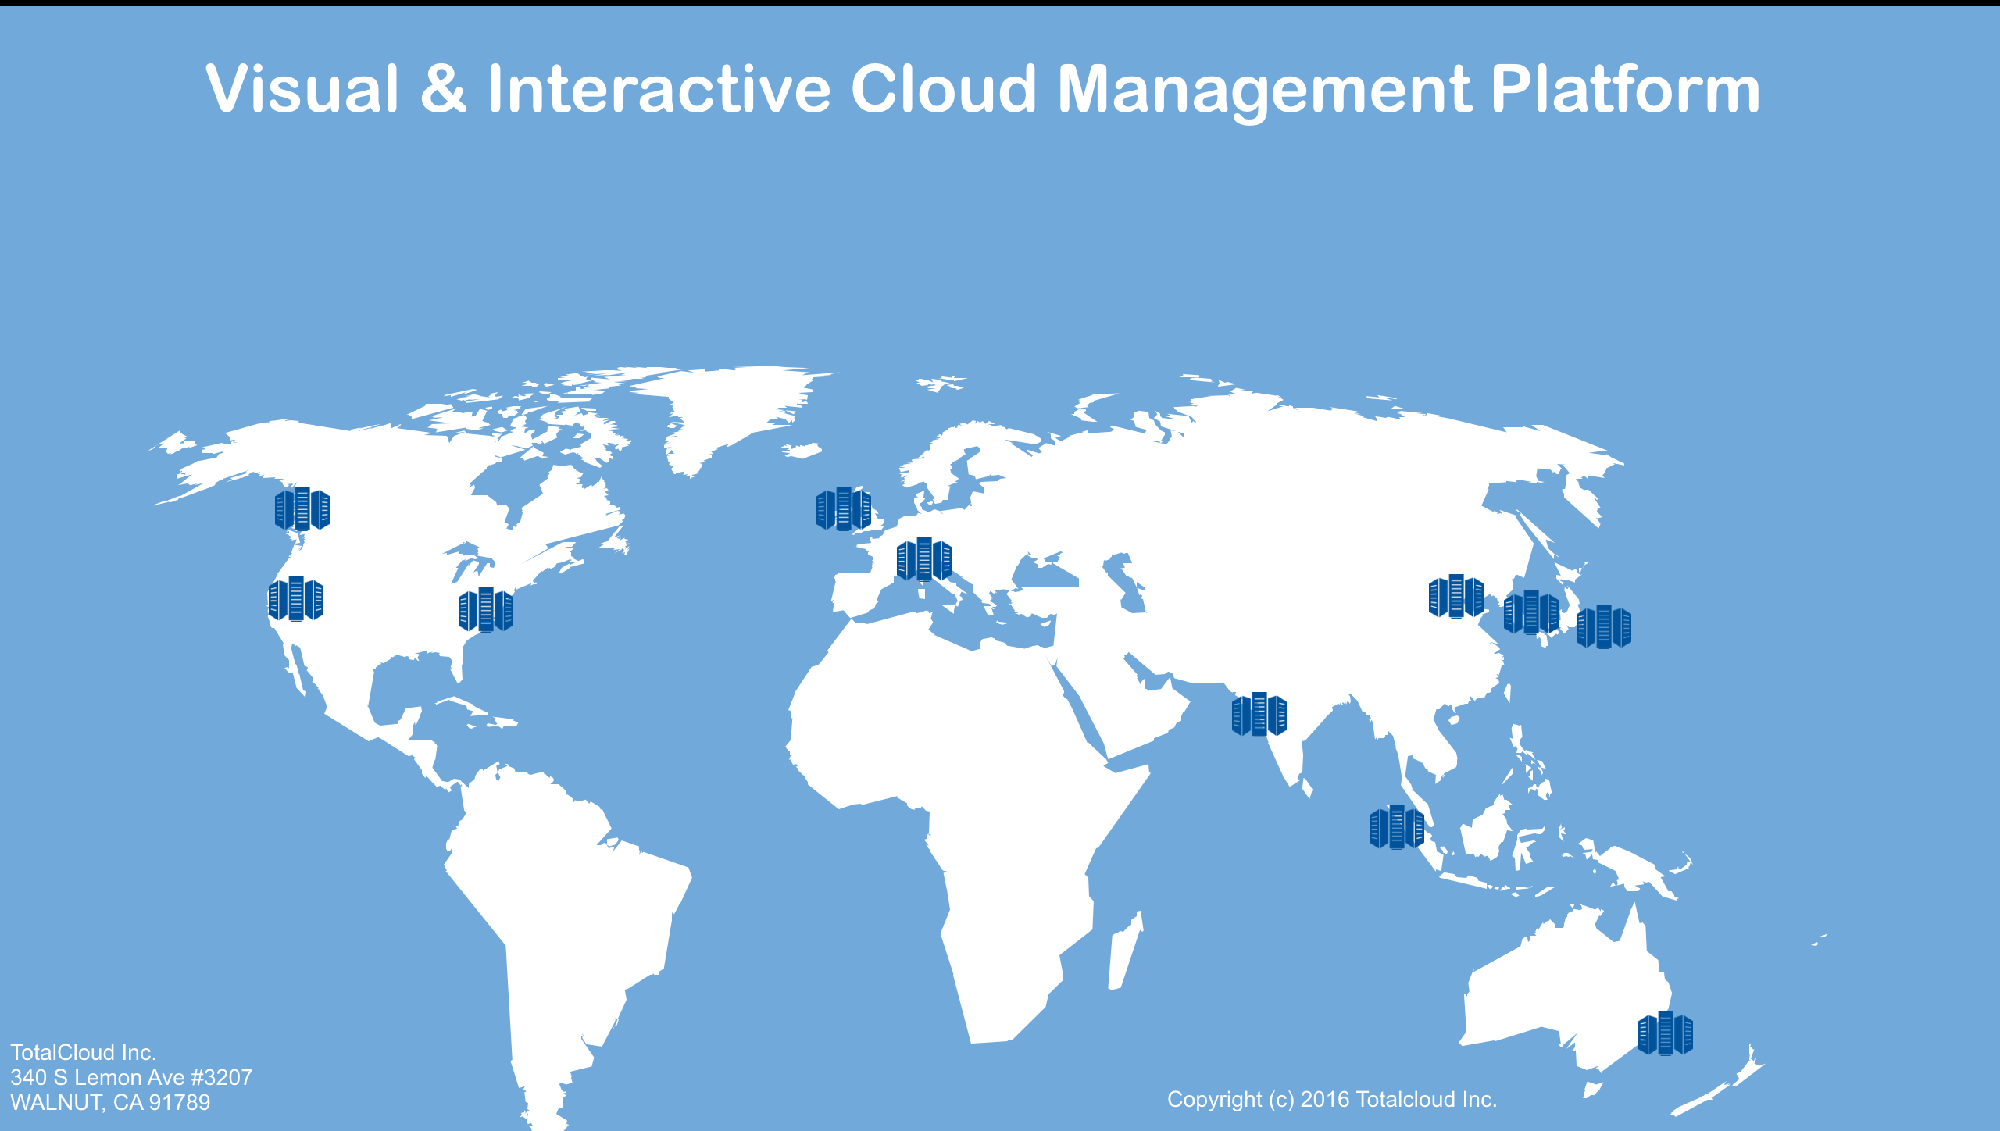 Visual & Interactive Cloud Management Platform
TotalCloud Inc.
340 S Lemon Ave #3207
WALNUT, CA 91789
Copyright (c) 2016 Totalcloud Inc.